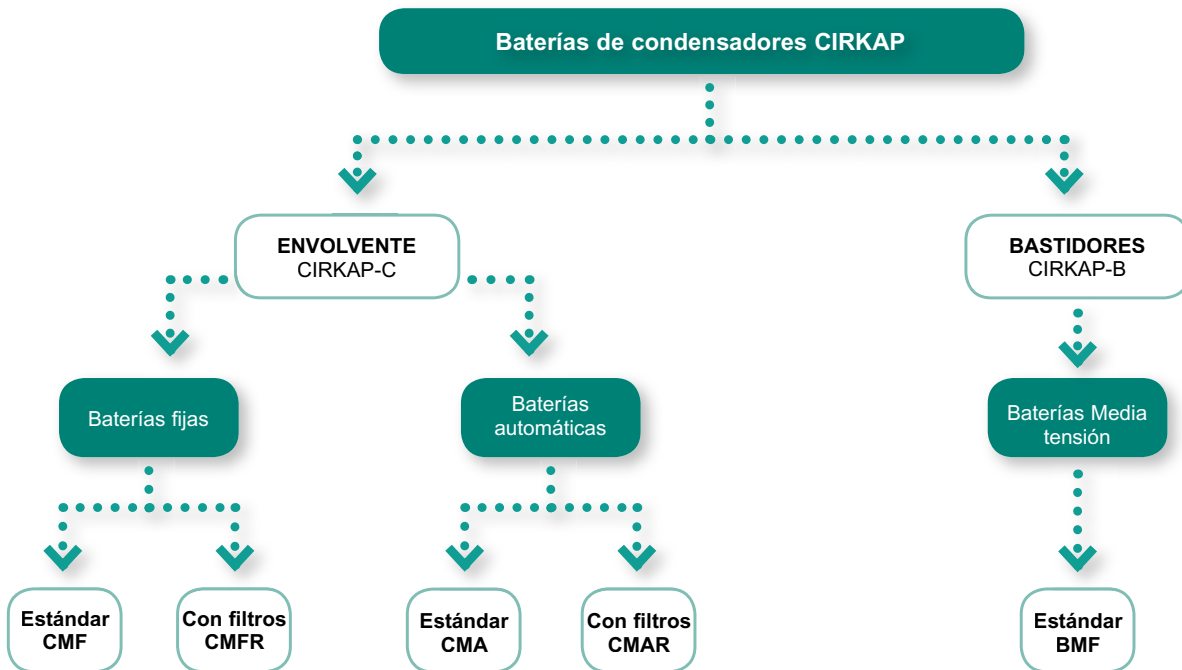 Baterías de condensadores CIRKAP
ENVOLVENTE
CIRKAP-C
BASTIDORES
CIRKAP-B
Baterías fijas
Baterías
automáticas
Baterías Media
tensión
Estándar
CMF
Con filtros
CMFR
Estándar
CMA
Con filtros
CMAR
Estándar
BMF